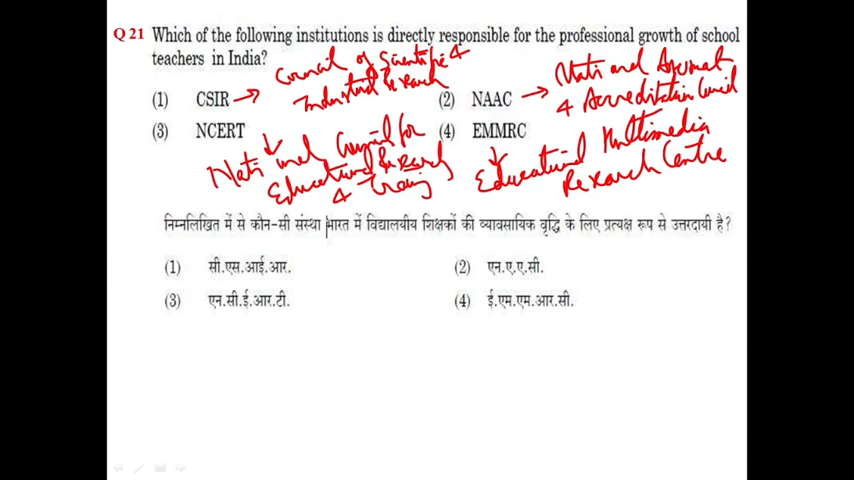 Q 21 Which of the following institutions is directly responsible for the professional growth of school
teachers in India?
Council of Scientific &
Industrial Research
(1) CSIR
(2) NAAC
National Assessment
& Accreditation Council
(3) NCERT
(4) EMMRC
National Council for
Educational Research
& Training
Educational Multimedia
Research Centre
निम्नलिखित में से कौन-सी संस्था भारत में विद्यालयीय शिक्षकों की व्यावसायिक वृद्धि के लिए प्रत्यक्ष रूप से उत्तरदायी है?
(1) सी.एस.आई.आर.
(2) एन.ए.ए.सी.
(3) एन.सी.ई.आर.टी.
(4) ई.एम.एम.आर.सी.